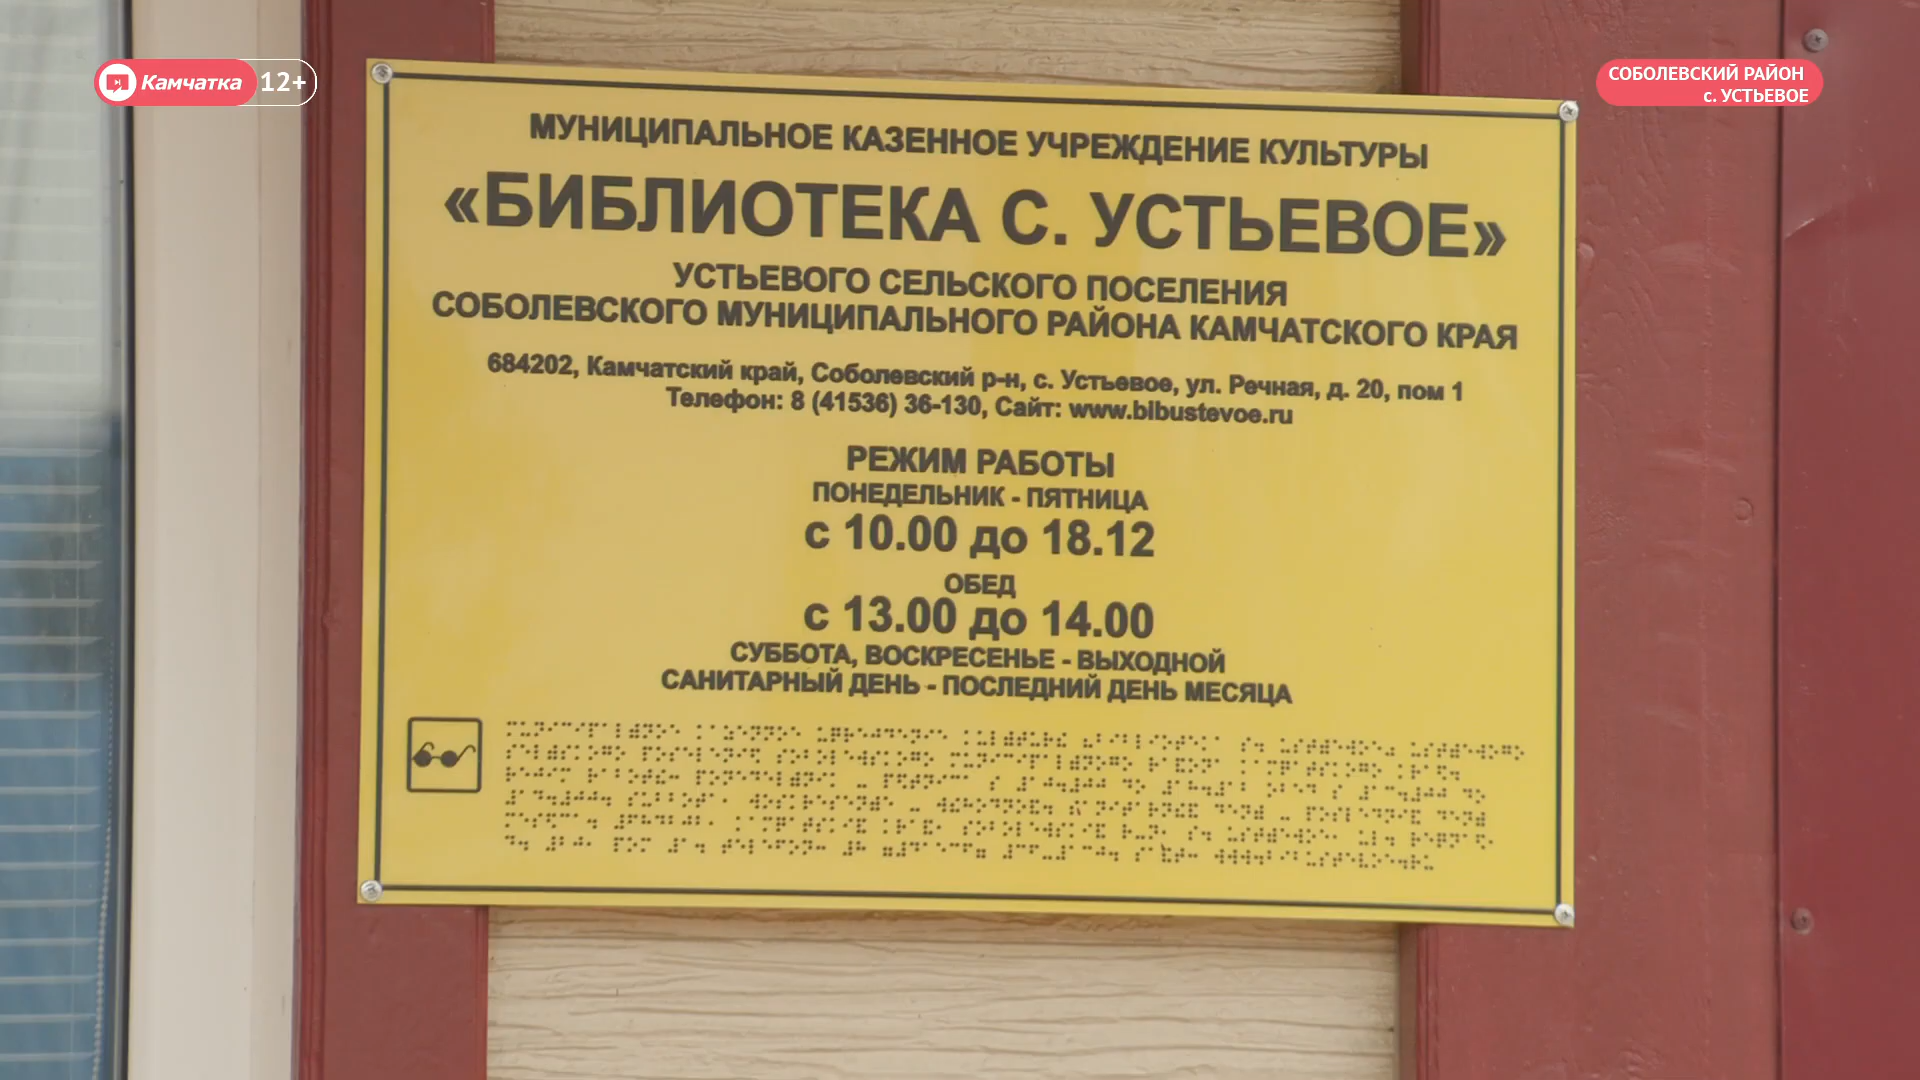 Камчатка 12+
СОБОЛЕВСКИЙ РАЙОН
с. УСТЬЕВОЕ
МУНИЦИПАЛЬНОЕ КАЗЕННОЕ УЧРЕЖДЕНИЕ КУЛЬТУРЫ
«БИБЛИОТЕКА С. УСТЬЕВОЕ»
УСТЬЕВОГО СЕЛЬСКОГО ПОСЕЛЕНИЯ
СОБОЛЕВСКОГО МУНИЦИПАЛЬНОГО РАЙОНА КАМЧАТСКОГО КРАЯ
684202, Камчатский край, Соболевский р-н, с. Устьевое, ул. Речная, д. 20, пом 1
Телефон: 8 (41536) 36-130, Сайт: www.bibustevoe.ru
РЕЖИМ РАБОТЫ
ПОНЕДЕЛЬНИК - ПЯТНИЦА
с 10.00 до 18.12
ОБЕД
с 13.00 до 14.00
СУББОТА, ВОСКРЕСЕНЬЕ - ВЫХОДНОЙ
САНИТАРНЫЙ ДЕНЬ - ПОСЛЕДНИЙ ДЕНЬ МЕСЯЦА